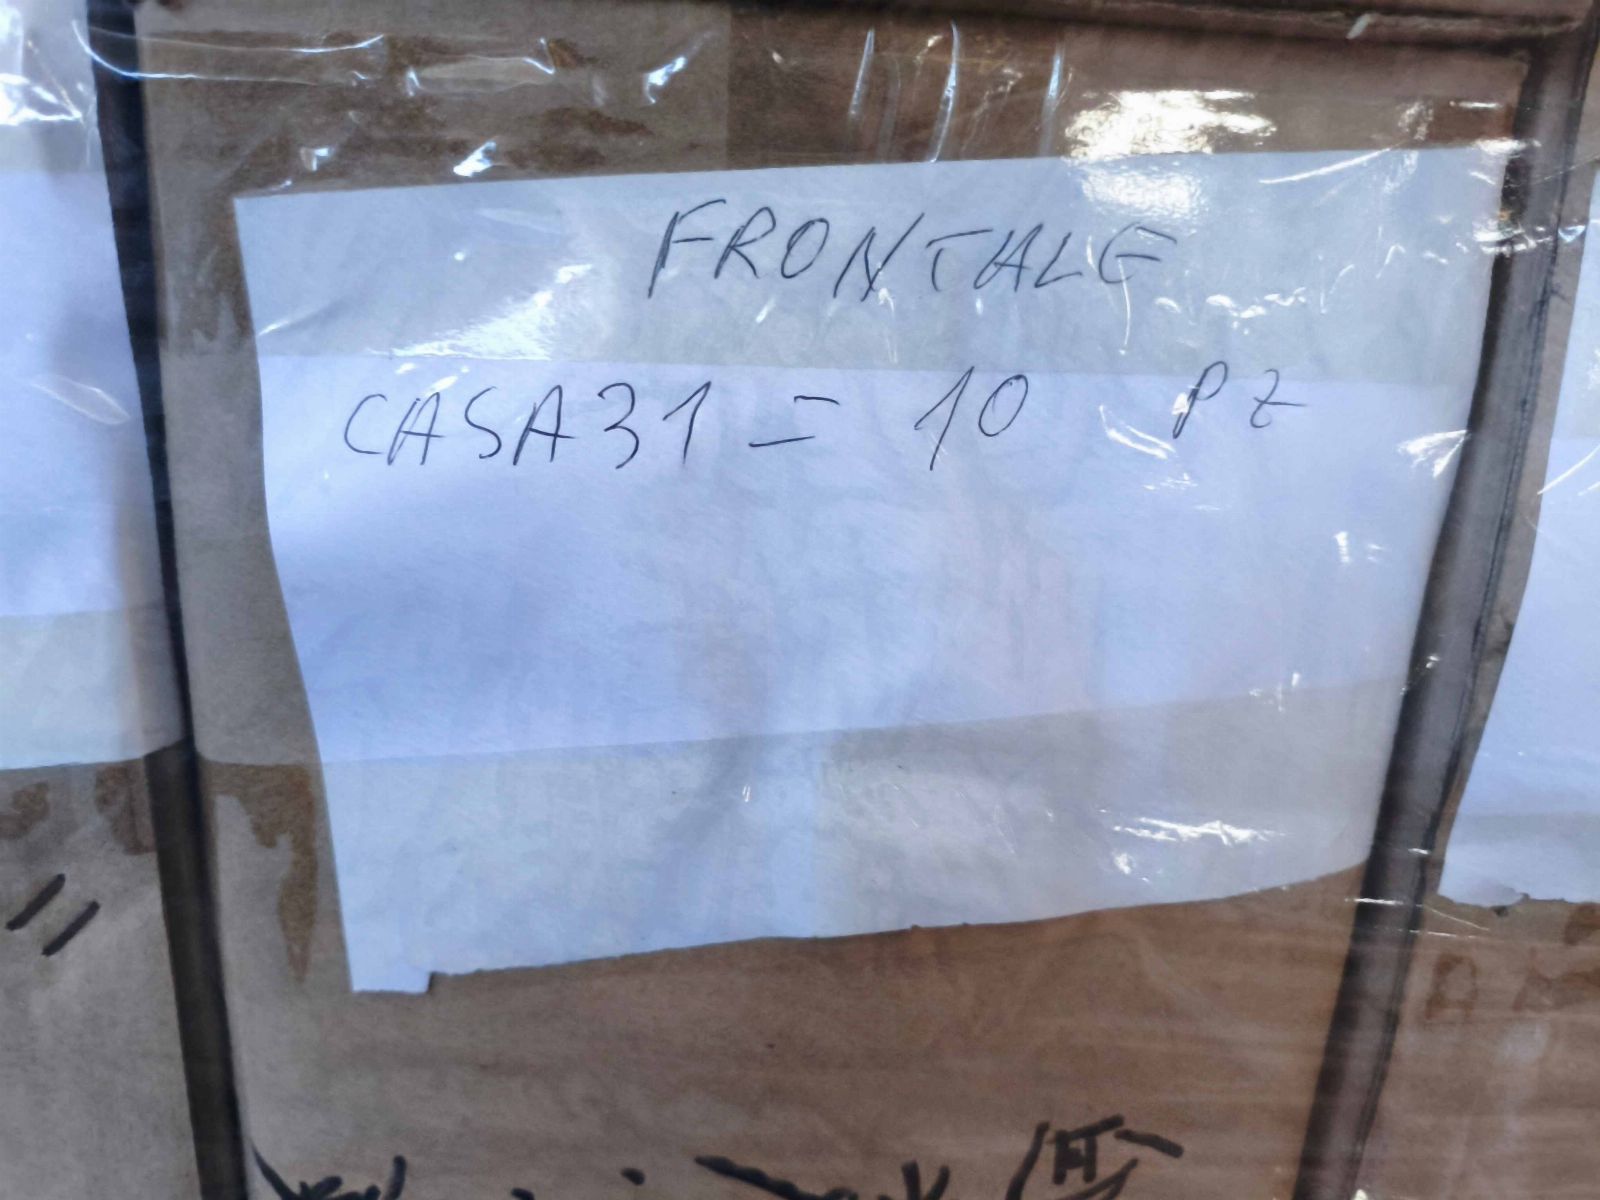 FRONTALE
CASA31 = 10 PZ